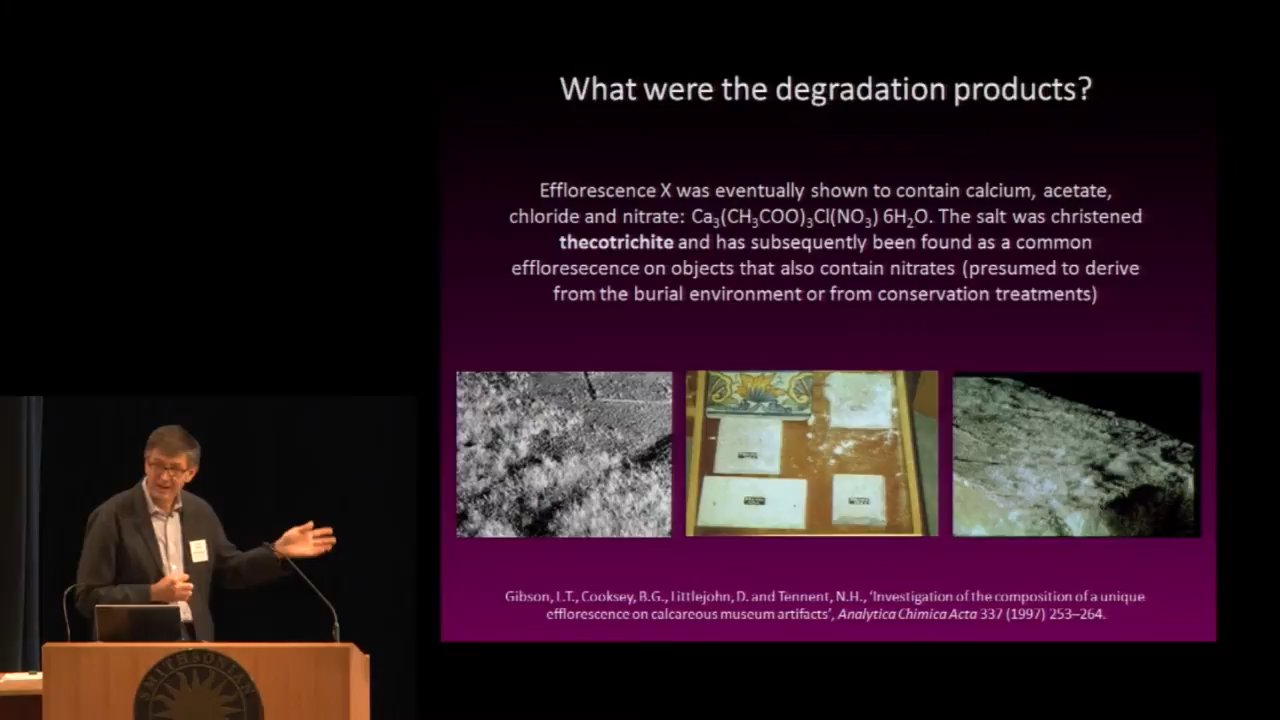 What were the degradation products?
Efflorescence X was eventually shown to contain calcium, acetate,
chloride and nitrate: Ca₃(CH₃COO)₃Cl(NO₃) 6H₂O. The salt was christened
thecotrichite and has subsequently been found as a common
effloresecence on objects that also contain nitrates (presumed to derive
from the burial environment or from conservation treatments)
Gibson, L.T., Cooksey, B.G., Littlejohn, D. and Tennent, N.H., ‘Investigation of the composition of a unique
efflorescence on calcareous museum artifacts’, Analytica Chimica Acta 337 (1997) 253–264.
SMITHSONIAN